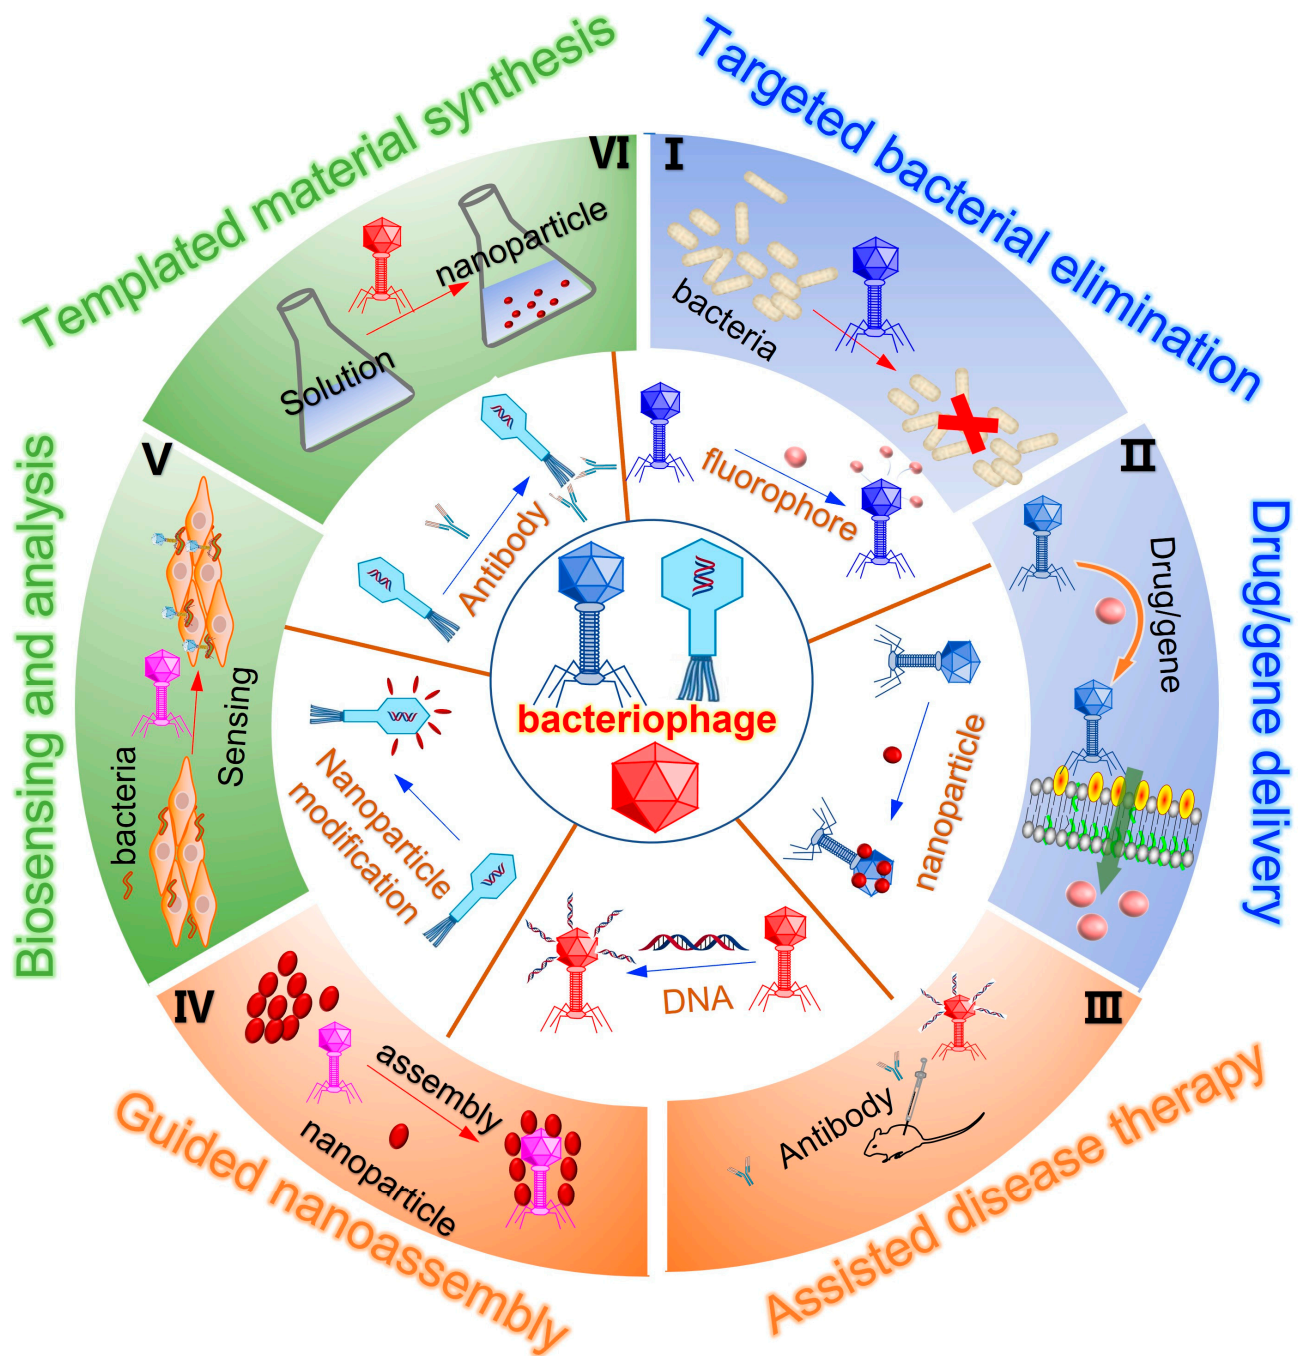 Templated material synthesis
Targeted bacterial elimination
Drug/gene delivery
Assisted disease therapy
Guided nanoassembly
Biosensing and analysis
I
bacteria
II
Drug/gene
III
Antibody
IV
assembly
nanoparticle
V
Sensing
bacteria
VI
nanoparticle
Solution
fluorophore
nanoparticle
DNA
Nanoparticle
modification
Antibody
bacteriophage